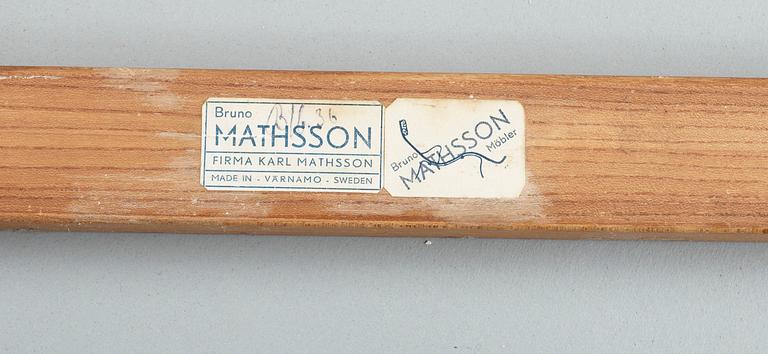 Bruno
MATHSSON
FIRMA KARL MATHSSON
MADE IN - VÄRNAMO - SWEDEN
Bruno
MATHSSON
Möbler